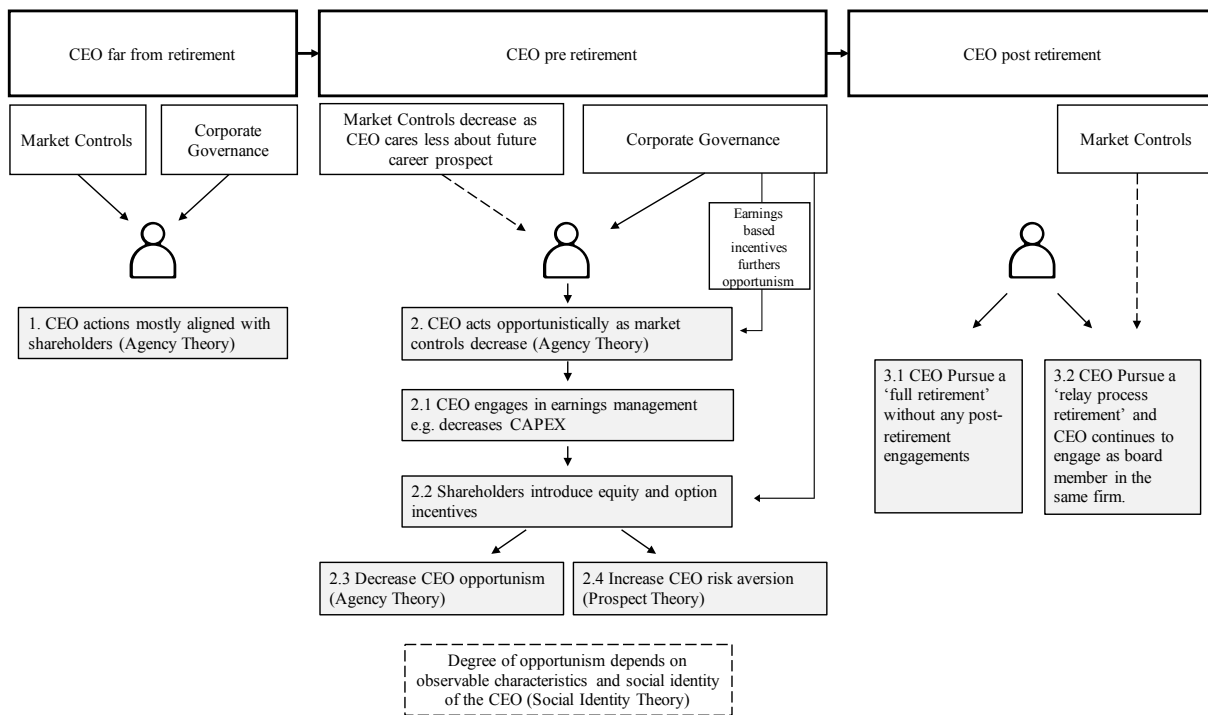 CEO far from retirement
CEO pre retirement
CEO post retirement
Market Controls
Corporate
Governance
Market Controls decrease as
CEO cares less about future
career prospect
Corporate Governance
Market Controls
Earnings
based
incentives
furthers
opportunism
1. CEO actions mostly aligned with
shareholders (Agency Theory)
2. CEO acts opportunistically as market
controls decrease (Agency Theory)
2.1 CEO engages in earnings management
e.g. decreases CAPEX
2.2 Shareholders introduce equity and option
incentives
2.3 Decrease CEO opportunism
(Agency Theory)
2.4 Increase CEO risk aversion
(Prospect Theory)
Degree of opportunism depends on
observable characteristics and social identity
of the CEO (Social Identity Theory)
3.1 CEO Pursue a
‘full retirement’
without any post-
retirement
engagements
3.2 CEO Pursue a
‘relay process
retirement’ and
CEO continues to
engage as board
member in the
same firm.